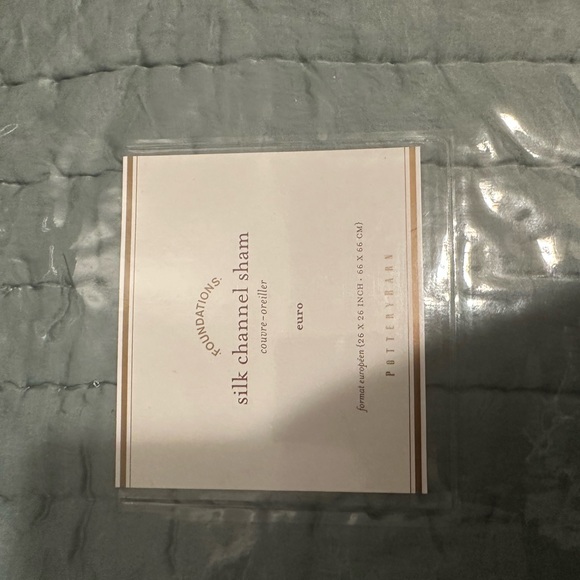 FOUNDATIONS.
silk channel sham
couvre-oreiller
euro
format européen (26 X 26 INCH · 66 X 66 CM)
POTTERY BARN